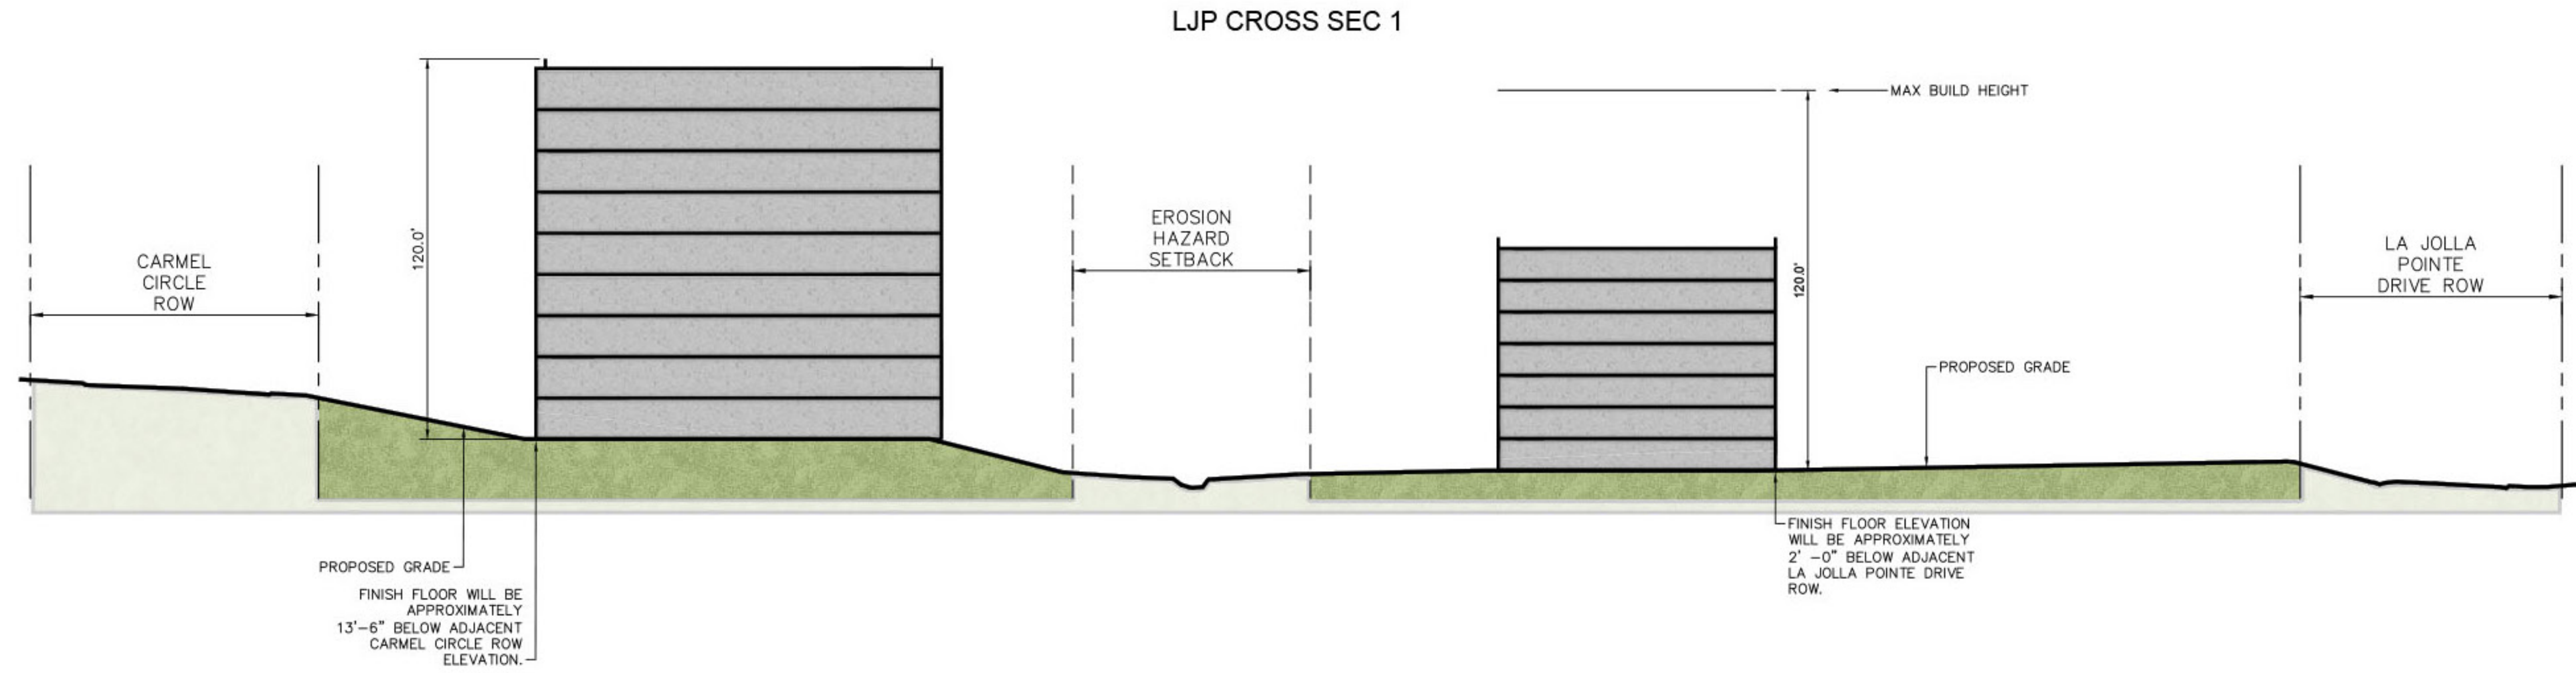 LJP CROSS SEC 1
MAX BUILD HEIGHT
CARMEL
CIRCLE
ROW
120.0'
EROSION
HAZARD
SETBACK
120.0'
LA JOLLA
POINTE
DRIVE ROW
PROPOSED GRADE
PROPOSED GRADE
FINISH FLOOR WILL BE
APPROXIMATELY
13'-6" BELOW ADJACENT
CARMEL CIRCLE ROW
ELEVATION.
FINISH FLOOR ELEVATION
WILL BE APPROXIMATELY
2' -0" BELOW ADJACENT
LA JOLLA POINTE DRIVE
ROW.